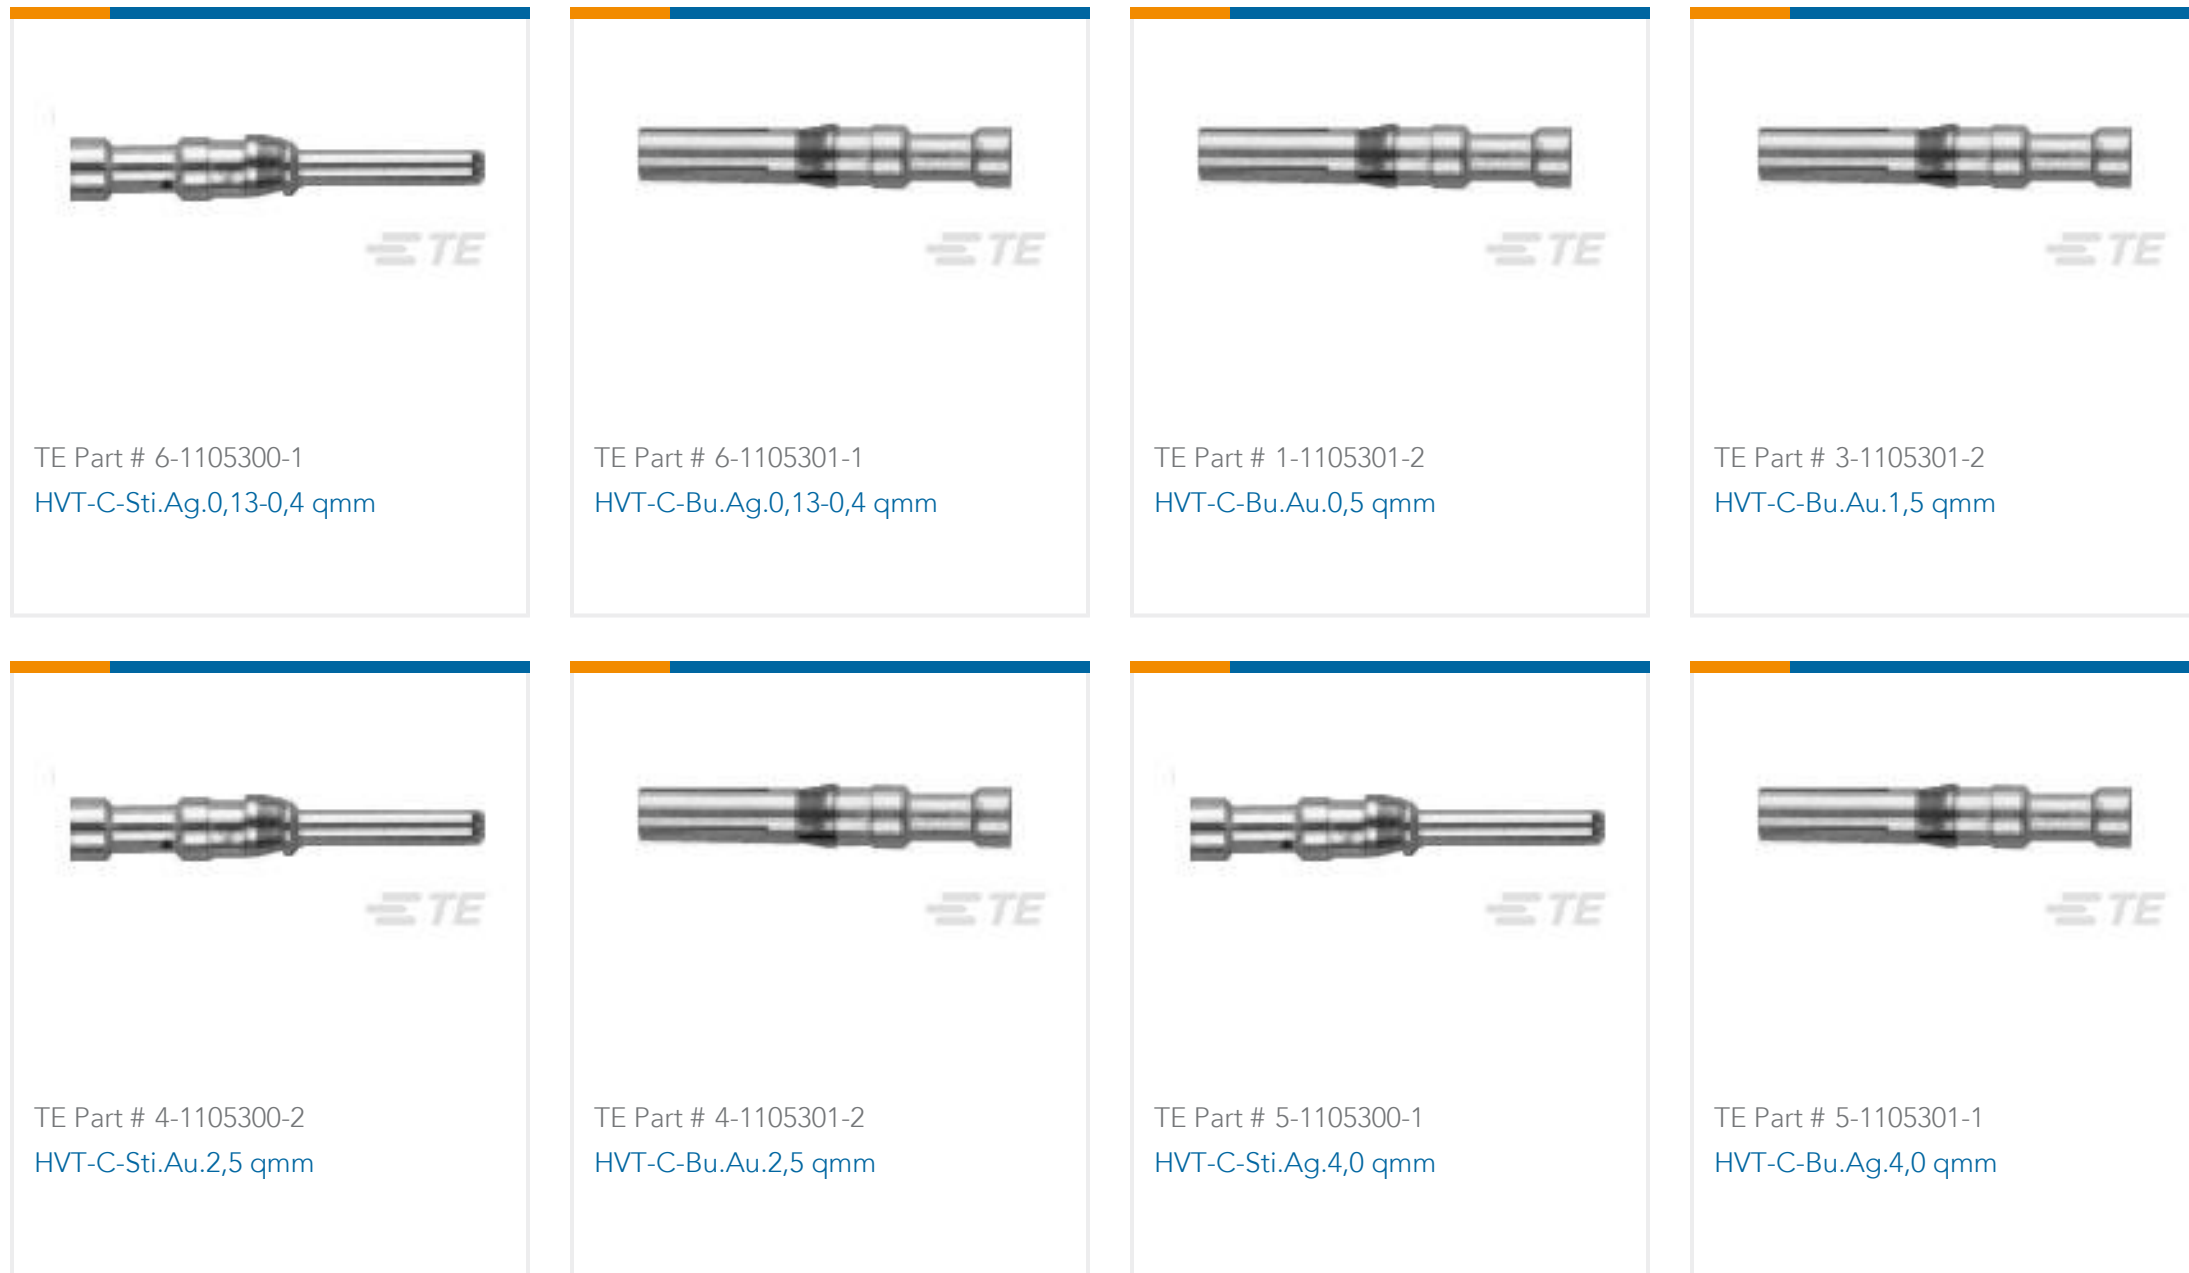 TE
TE
TE
TE
TE Part # 6-1105300-1
HVT-C-Sti.Ag.0,13-0,4 qmm
TE Part # 6-1105301-1
HVT-C-Bu.Ag.0,13-0,4 qmm
TE Part # 1-1105301-2
HVT-C-Bu.Au.0,5 qmm
TE Part # 3-1105301-2
HVT-C-Bu.Au.1,5 qmm
TE
TE
TE
TE
TE Part # 4-1105300-2
HVT-C-Sti.Au.2,5 qmm
TE Part # 4-1105301-2
HVT-C-Bu.Au.2,5 qmm
TE Part # 5-1105300-1
HVT-C-Sti.Ag.4,0 qmm
TE Part # 5-1105301-1
HVT-C-Bu.Ag.4,0 qmm